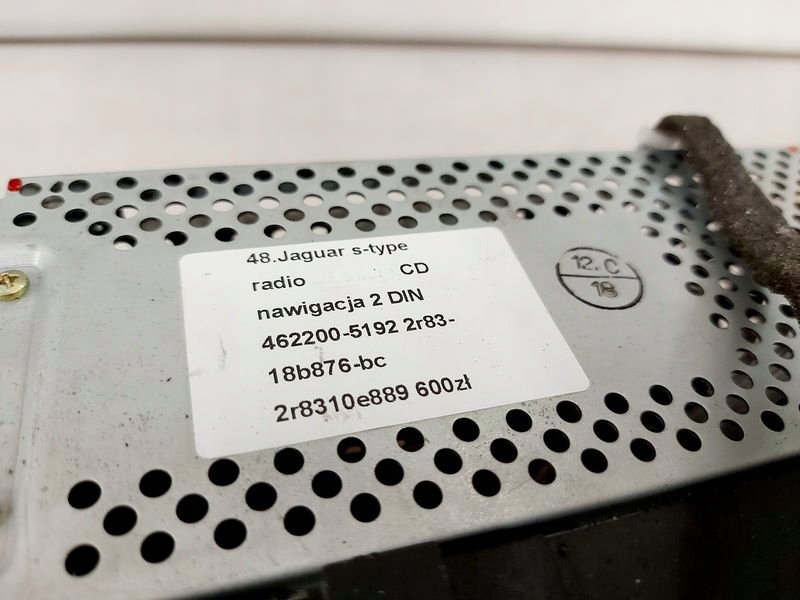 48.Jaguar s-type
radio CD
nawigacja 2 DIN
462200-5192 2r83-
18b876-bc
2r8310e889 600zł
12.C
18